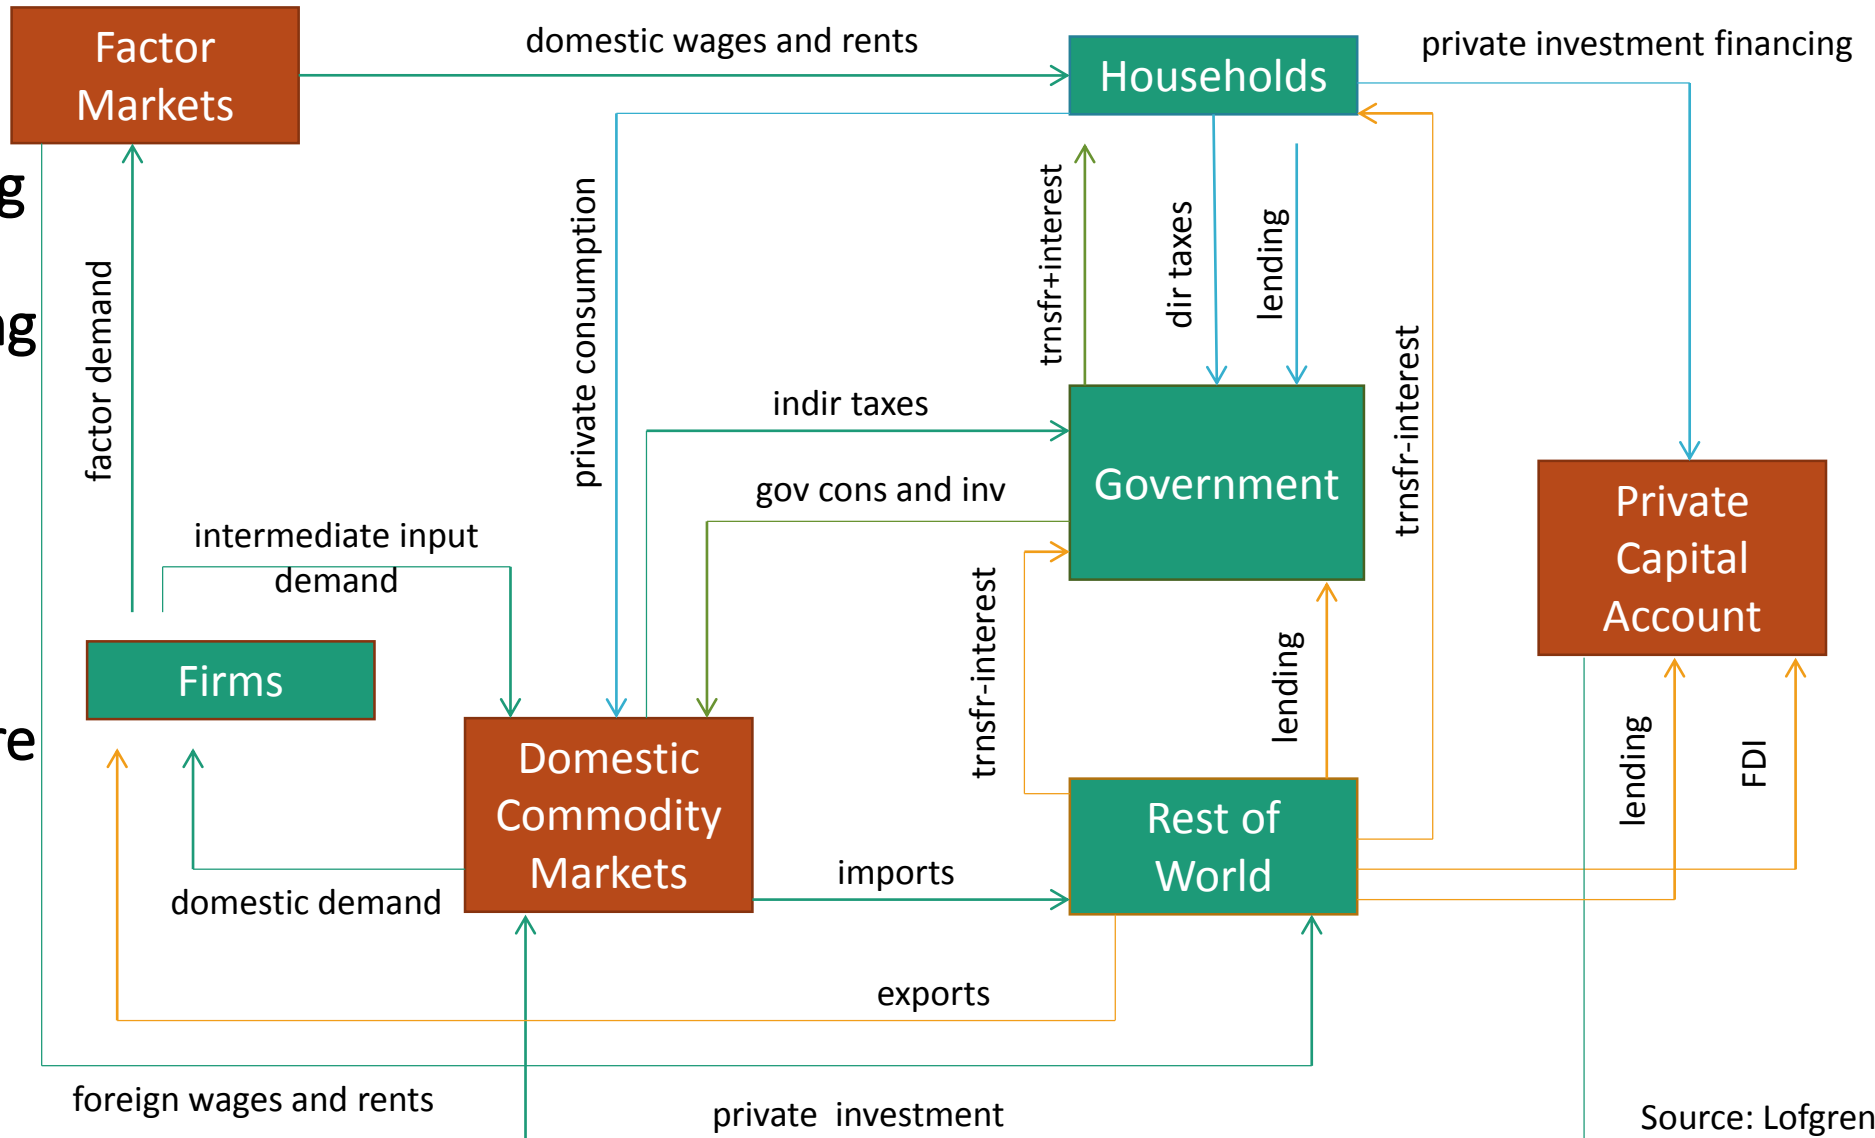 Factor
Markets
domestic wages and rents
Households
private investment financing
g
ng
re
factor demand
private consumption
trnsfr+interest
dir taxes
lending
trnsfr-interest
indir taxes
gov cons and inv
Government
Private
Capital
Account
intermediate input
demand
Firms
trnsfr-interest
lending
lending
FDI
Domestic
Commodity
Markets
Rest of
World
imports
domestic demand
exports
foreign wages and rents
private  investment
Source: Lofgren